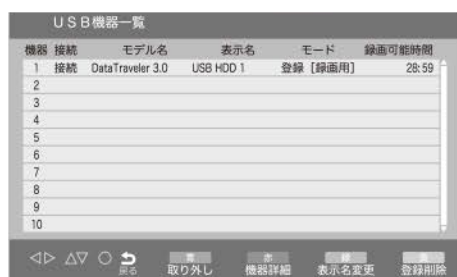 USB機器一覧
機器 接続 モデル名 表示名 モード 録画可能時間
1 接続 DataTraveler 3.0 USB HDD 1 登録 [録画用] 28:59
2
3
4
5
6
7
8
9
10
戻る 青 取り外し 赤 機器詳細 緑 表示名変更 登録削除